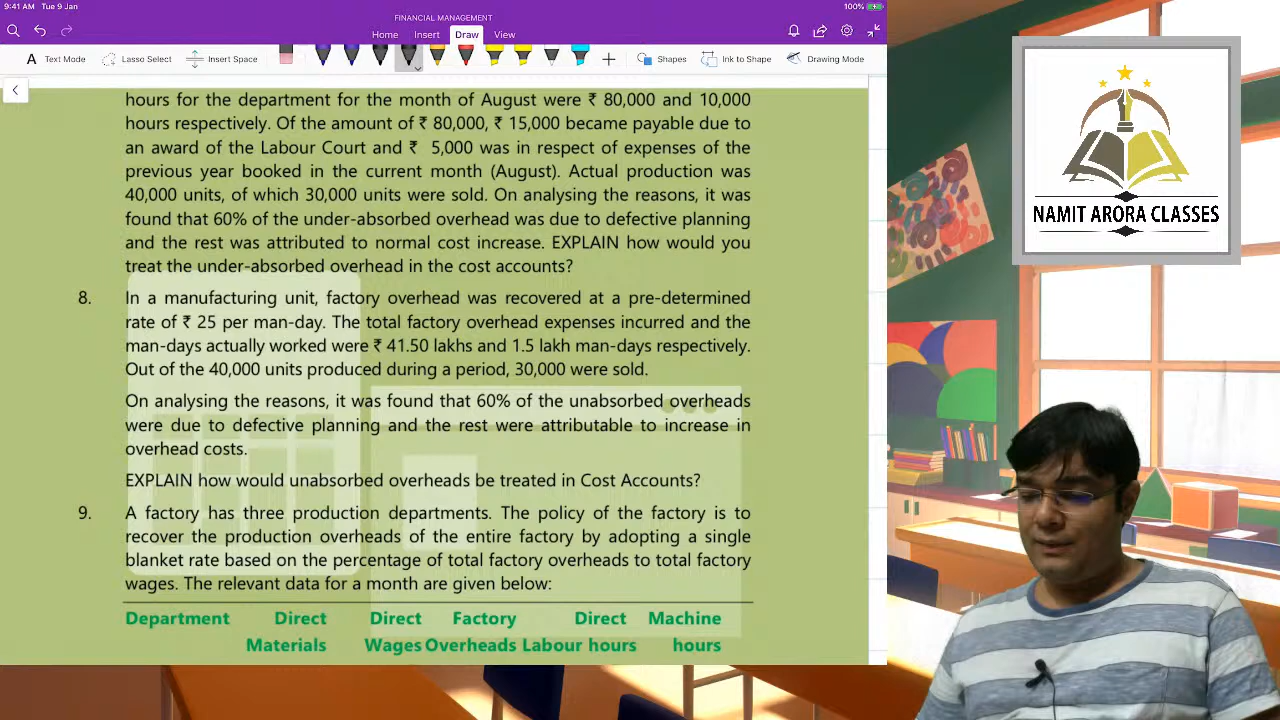 9:41 AM Tue 9 Jan
100%
FINANCIAL MANAGEMENT
Home Insert Draw View
A Text Mode Lasso Select Insert Space Shapes Ink to Shape Drawing Mode
hours for the department for the month of August were ₹ 80,000 and 10,000
hours respectively. Of the amount of ₹ 80,000, ₹ 15,000 became payable due to
an award of the Labour Court and ₹ 5,000 was in respect of expenses of the
previous year booked in the current month (August). Actual production was
40,000 units, of which 30,000 units were sold. On analysing the reasons, it was
found that 60% of the under-absorbed overhead was due to defective planning
and the rest was attributed to normal cost increase. EXPLAIN how would you
treat the under-absorbed overhead in the cost accounts?
8. In a manufacturing unit, factory overhead was recovered at a pre-determined
rate of ₹ 25 per man-day. The total factory overhead expenses incurred and the
man-days actually worked were ₹ 41.50 lakhs and 1.5 lakh man-days respectively.
Out of the 40,000 units produced during a period, 30,000 were sold.
On analysing the reasons, it was found that 60% of the unabsorbed overheads
were due to defective planning and the rest were attributable to increase in
overhead costs.
EXPLAIN how would unabsorbed overheads be treated in Cost Accounts?
9. A factory has three production departments. The policy of the factory is to
recover the production overheads of the entire factory by adopting a single
blanket rate based on the percentage of total factory overheads to total factory
wages. The relevant data for a month are given below:
Department Direct Direct Factory Direct Machine
Materials Wages Overheads Labour hours hours
NAMIT ARORA CLASSES